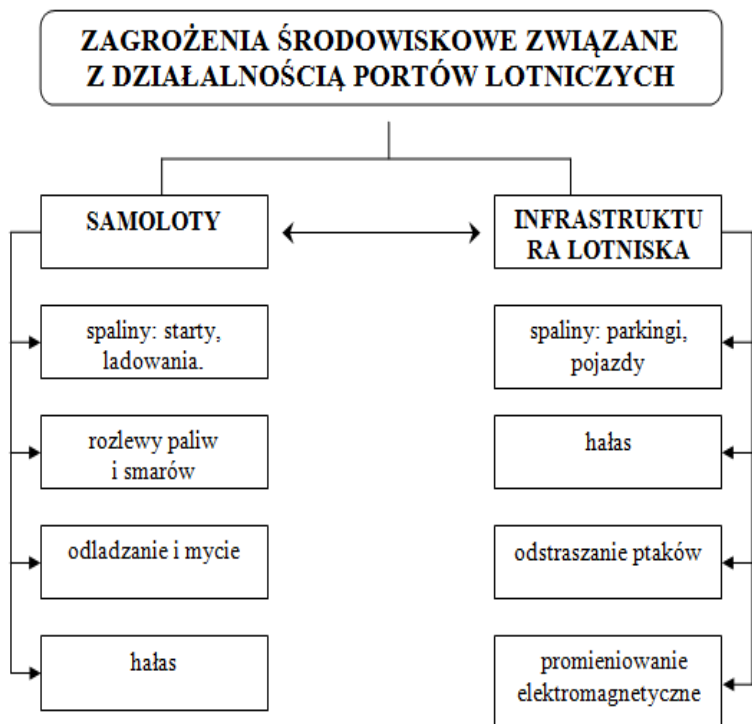 ZAGROŻENIA ŚRODOWISKOWE ZWIĄZANE
Z DZIAŁALNOŚCIĄ PORTÓW LOTNICZYCH
SAMOLOTY
spaliny: starty,
ladowania.
rozlewy paliw
i smarów
odladzanie i mycie
hałas
INFRASTRUKTU
RA LOTNISKA
spaliny: parkingi,
pojazdy
hałas
odstraszanie ptaków
promieniowanie
elektromagnetyczne